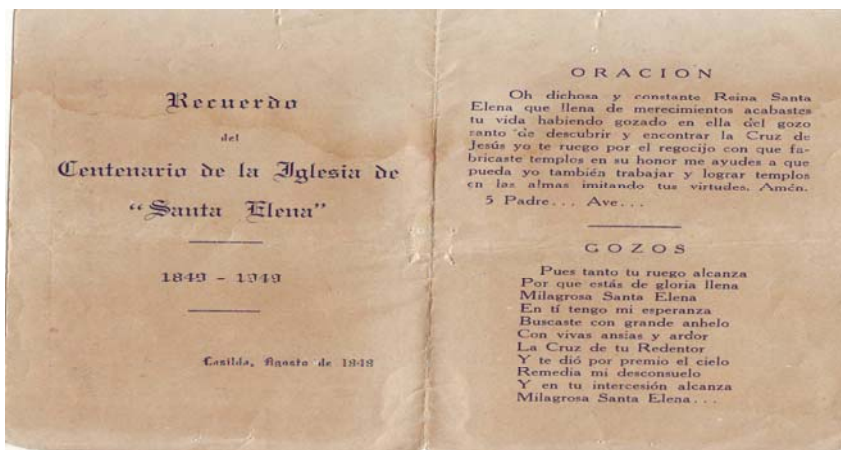 Recuerdo
del
Centenario de la Iglesia de
“Santa Elena”
1849 - 1949
Casilda, Agosto de 1949
ORACION
Oh dichosa y constante Reina Santa
Elena que llena de merecimientos acabastes
tu vida habiendo gozado en ella del gozo
santo de descubrir y encontrar la Cruz de
Jesús yo te ruego por el regocijo con que fa-
bricaste templos en su honor me ayudes a que
pueda yo también trabajar y lograr templos
en las almas imitando tus virtudes. Amén.
5 Padre... Ave...
GOZOS
Pues tanto tu ruego alcanza
Por que estás de gloria llena
Milagrosa Santa Elena
En tí tengo mi esperanza
Buscaste con grande anhelo
Con vivas ansias y ardor
La Cruz de tu Redentor
Y te dió por premio el cielo
Remedia mi desconsuelo
Y en tu intercesión alcanza
Milagrosa Santa Elena...